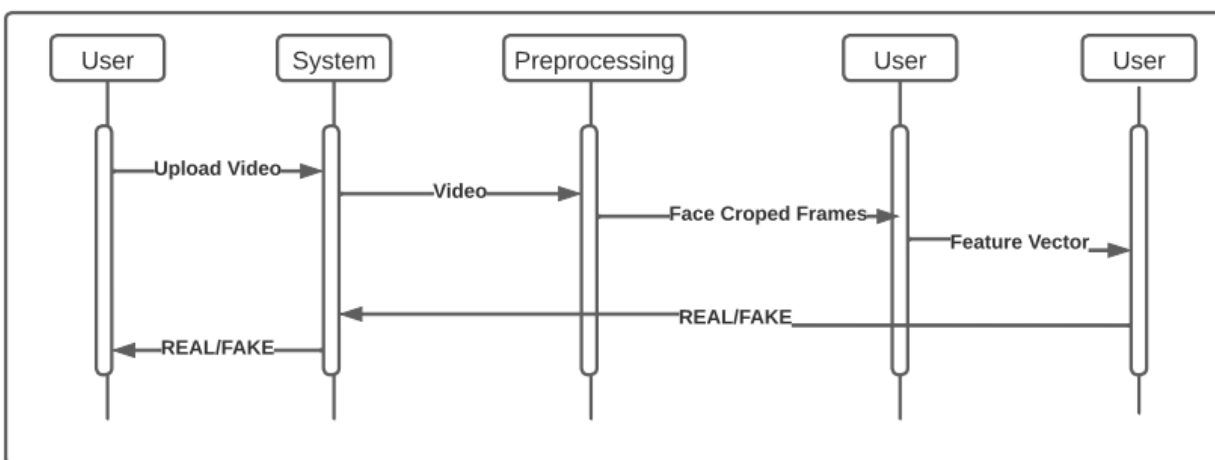 User
System
Preprocessing
User
User
Upload Video
Video
Face Croped Frames
Feature Vector
REAL/FAKE
REAL/FAKE